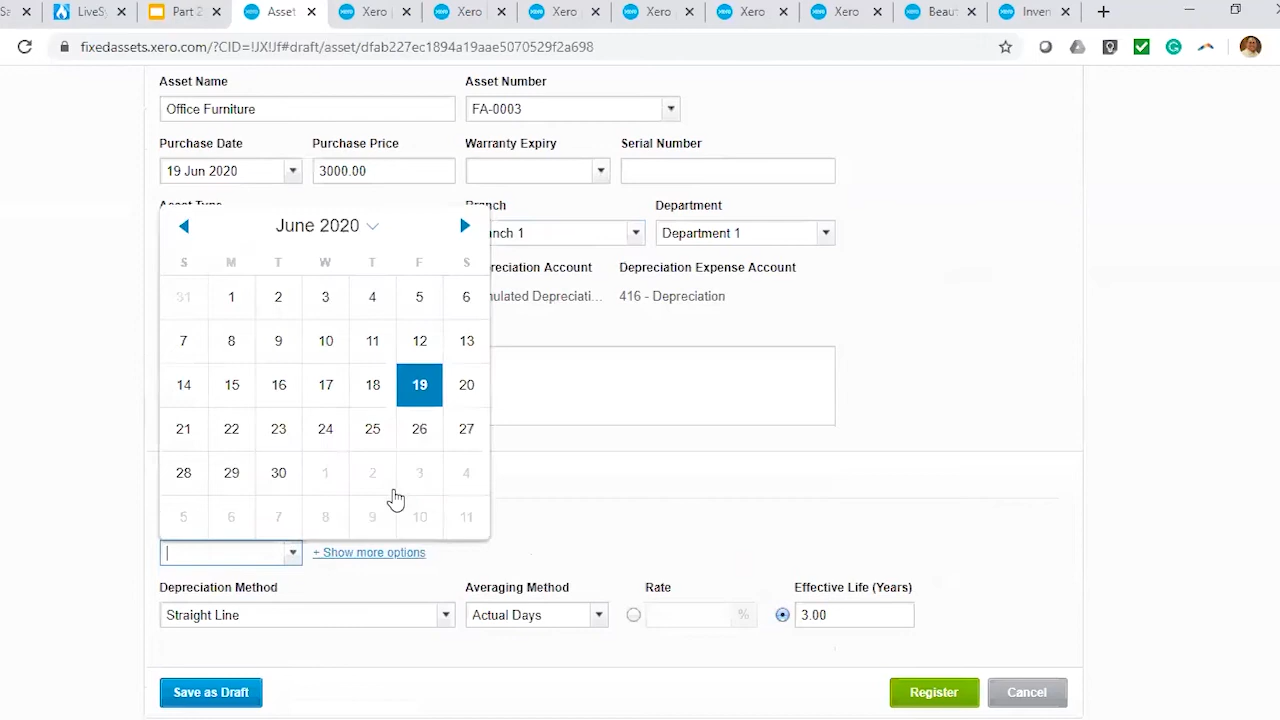 Sa
LiveSy
Part 2
Asset
Xero
Xero
Xero
Xero
Xero
Xero
Beau
Inven
fixedassets.xero.com/?CID=!JX!Jf#draft/asset/dfab227ec1894a19aae5070529f2a698
Asset Name
Asset Number
Office Furniture
FA-0003
Purchase Date
Purchase Price
Warranty Expiry
Serial Number
19 Jun 2020
3000.00
Asset Type
Branch
Department
nch 1
Department 1
reciation Account
Depreciation Expense Account
nulated Depreciati...
416 - Depreciation
June 2020
S M T W T F S
31 1 2 3 4 5 6
7 8 9 10 11 12 13
14 15 16 17 18 19 20
21 22 23 24 25 26 27
28 29 30 1 2 3 4
5 6 7 8 9 10 11
+ Show more options
Depreciation Method
Averaging Method
Rate
Effective Life (Years)
Straight Line
Actual Days
%
3.00
Save as Draft
Register
Cancel